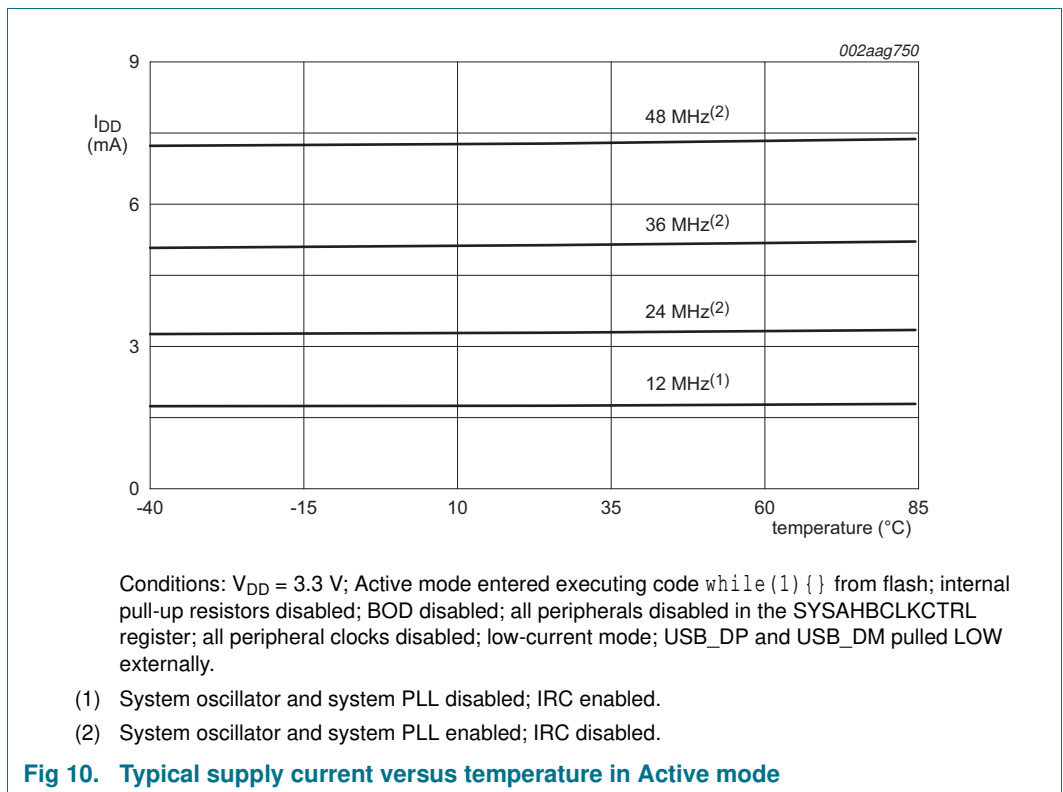 002aag750
9
I_DD
(mA)
48 MHz(2)
6
36 MHz(2)
24 MHz(2)
3
12 MHz(1)
0
-40 -15 10 35 60 85
temperature (°C)
Conditions: V_DD = 3.3 V; Active mode entered executing code while(1){} from flash; internal
pull-up resistors disabled; BOD disabled; all peripherals disabled in the SYSAHBCLKCTRL
register; all peripheral clocks disabled; low-current mode; USB_DP and USB_DM pulled LOW
externally.
(1) System oscillator and system PLL disabled; IRC enabled.
(2) System oscillator and system PLL enabled; IRC disabled.
Fig 10. Typical supply current versus temperature in Active mode